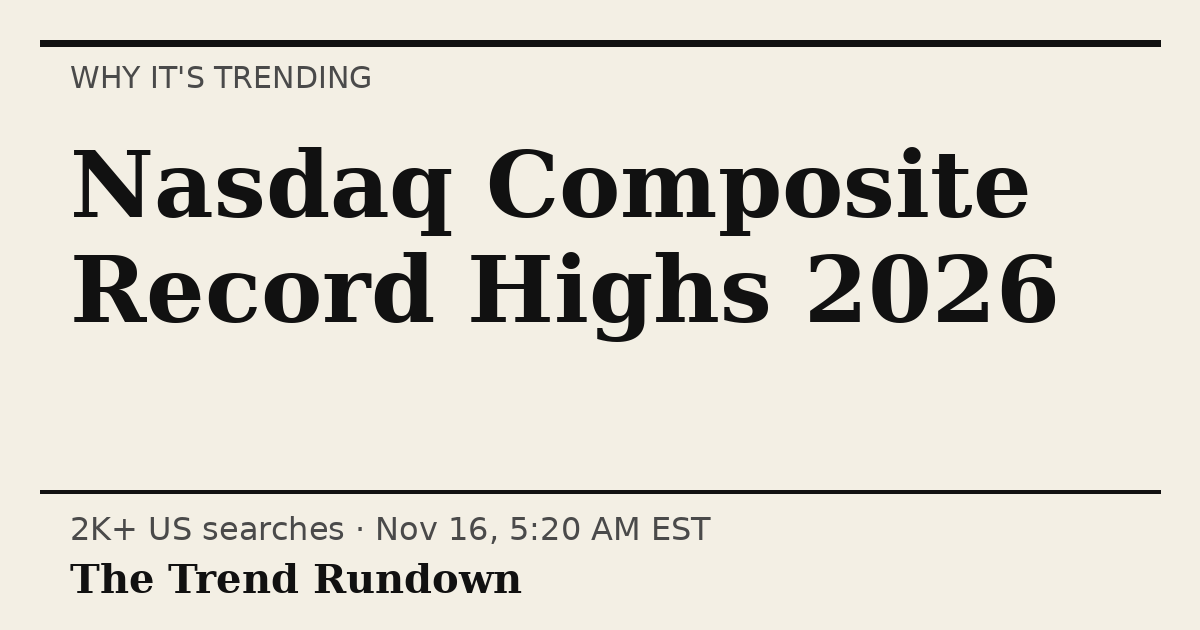 WHY IT'S TRENDING
Nasdaq Composite
Record Highs 2026
2K+ US searches · Nov 16, 5:20 AM EST
The Trend Rundown